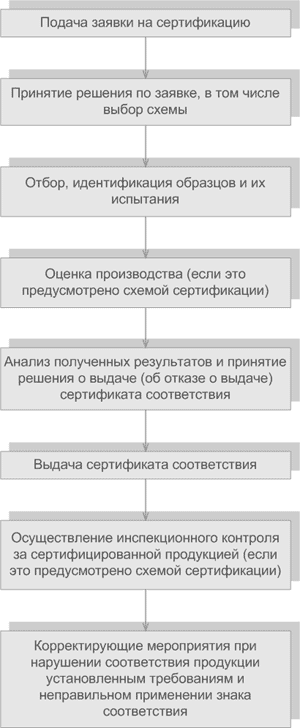 Подача заявки на сертификацию
Принятие решения по заявке, в том числе
выбор схемы
Отбор, идентификация образцов и их
испытания
Оценка производства (если это
предусмотрено схемой сертификации)
Анализ полученных результатов и принятие
решения о выдаче (об отказе о выдаче)
сертификата соответствия
Выдача сертификата соответствия
Осуществление инспекционного контроля
за сертифицированной продукцией (если
это предусмотрено схемой сертификации)
Корректирующие мероприятия при
нарушении соответствия продукции
установленным требованиям и
неправильном применении знака
соответствия